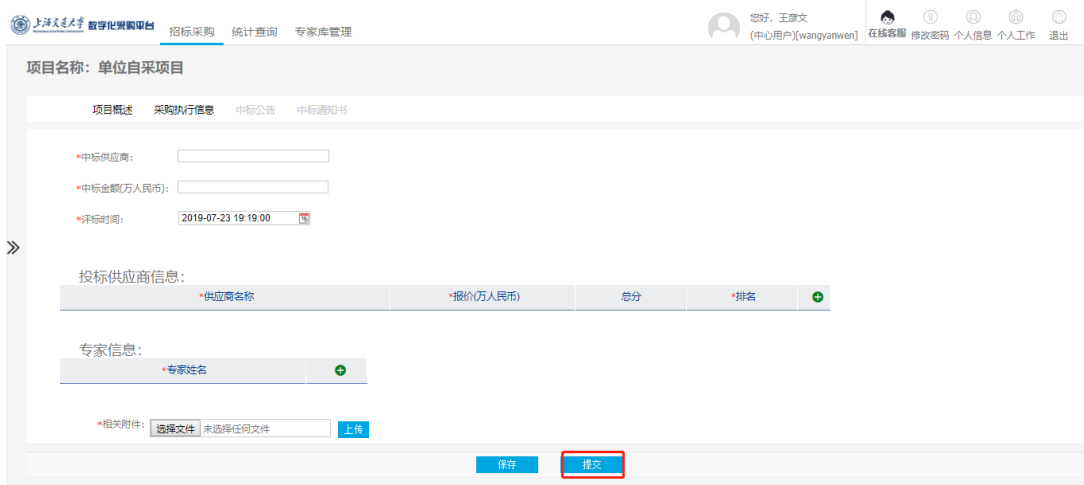 上海交通大学 数字化采购平台 招标采购 统计查询 专家库管理
您好，王彦文
(中心用户)[wangyanwen]
在线客服 修改密码 个人信息 个人工作 退出
项目名称：单位自采项目
项目概述 采购执行信息 中标公告 中标通知书
*中标供应商：
*中标金额(万人民币)：
*评标时间： 2019-07-23 19:19:00
投标供应商信息：
*供应商名称 *报价(万人民币) 总分 *排名
专家信息：
*专家姓名
*相关附件： 选择文件 未选择任何文件 上传
保存 提交